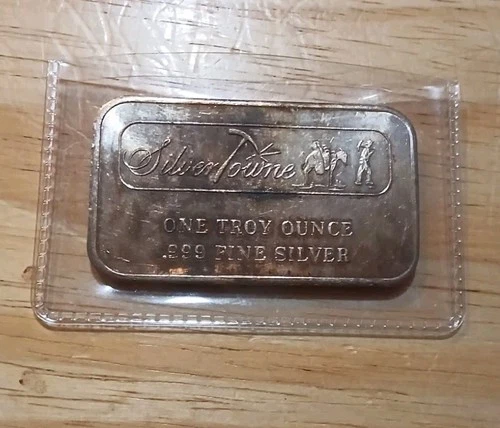 SilverTowne
ONE TROY OUNCE
.999 FINE SILVER